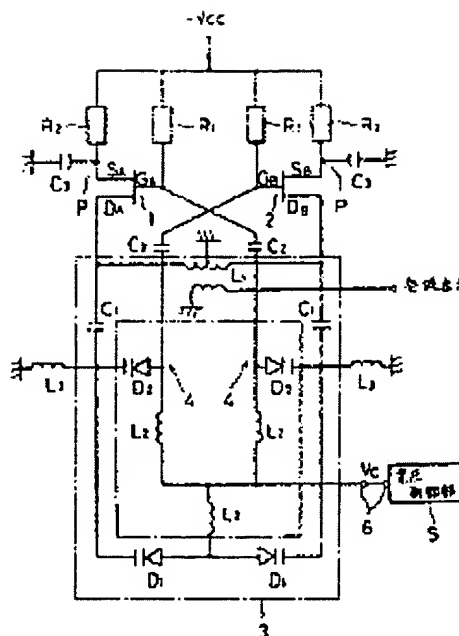 -Vcc
R2
R1
R1
R2
C3
P
SA
GA
DA
1
GB
SB
DB
2
P
C3
C2
C2
L1
C1
C1
L3
D2
4
4
D2
L3
L2
L2
Vc
L2
6
5
D1
D1
3